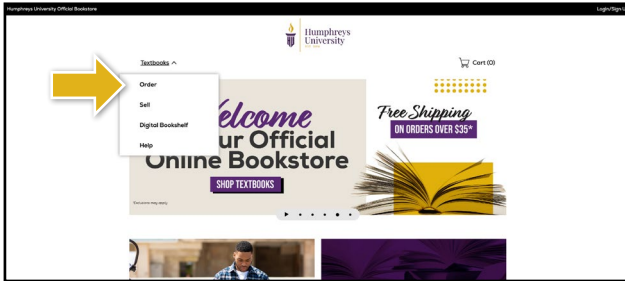 Humphreys University Official Bookstore
Login/Sign U
Humphreys
University
Textbooks
Cart (0)
Order
Sell
Digital Bookshelf
Help
elcome
ur Official
Online Bookstore
SHOP TEXTBOOKS
Free Shipping
ON ORDERS OVER $35*